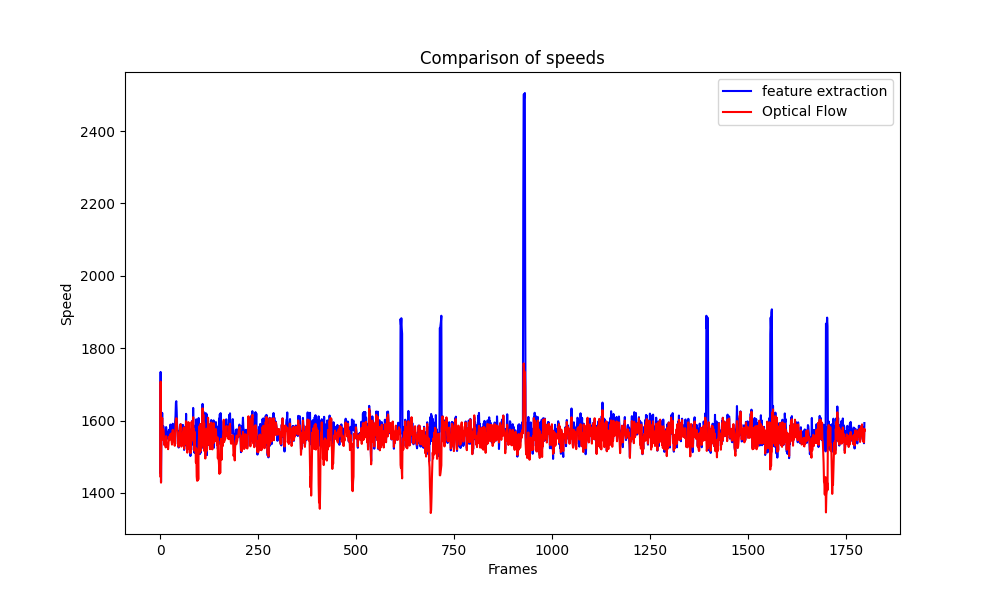 Comparison of speeds
feature extraction
Optical Flow
2400
2200
2000
1800
1600
1400
Speed
0 250 500 750 1000 1250 1500 1750
Frames